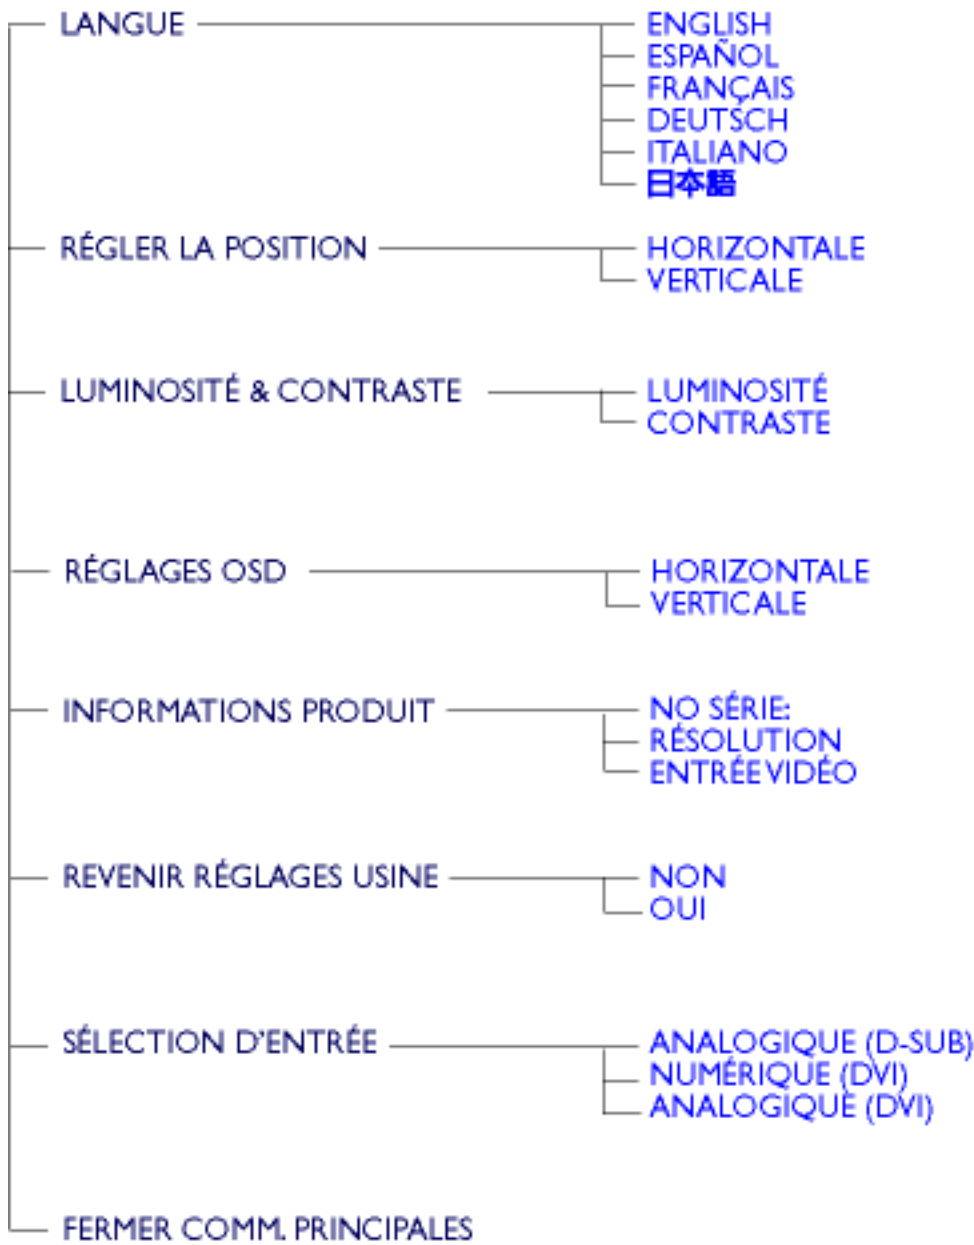 LANGUE
ENGLISH
ESPAÑOL
FRANÇAIS
DEUTSCH
ITALIANO
日本語
RÉGLER LA POSITION
HORIZONTALE
VERTICALE
LUMINOSITÉ & CONTRASTE
LUMINOSITÉ
CONTRASTE
RÉGLAGES OSD
HORIZONTALE
VERTICALE
INFORMATIONS PRODUIT
NO SÉRIE:
RÉSOLUTION
ENTRÉE VIDÉO
REVENIR RÉGLAGES USINE
NON
OUI
SÉLECTION D'ENTRÉE
ANALOGIQUE (D-SUB)
NUMÉRIQUE (DVI)
ANALOGIQUE (DVI)
FERMER COMM. PRINCIPALES